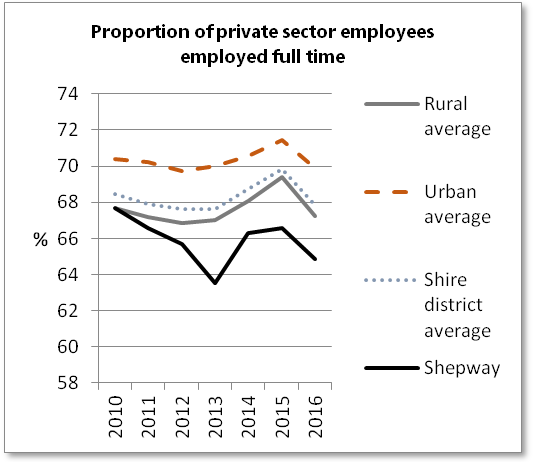 Proportion of private sector employees
employed full time
74
72
70
68
66
64
62
60
58
%
2010
2011
2012
2013
2014
2015
2016
Rural
average
Urban
average
Shire
district
average
Shepway